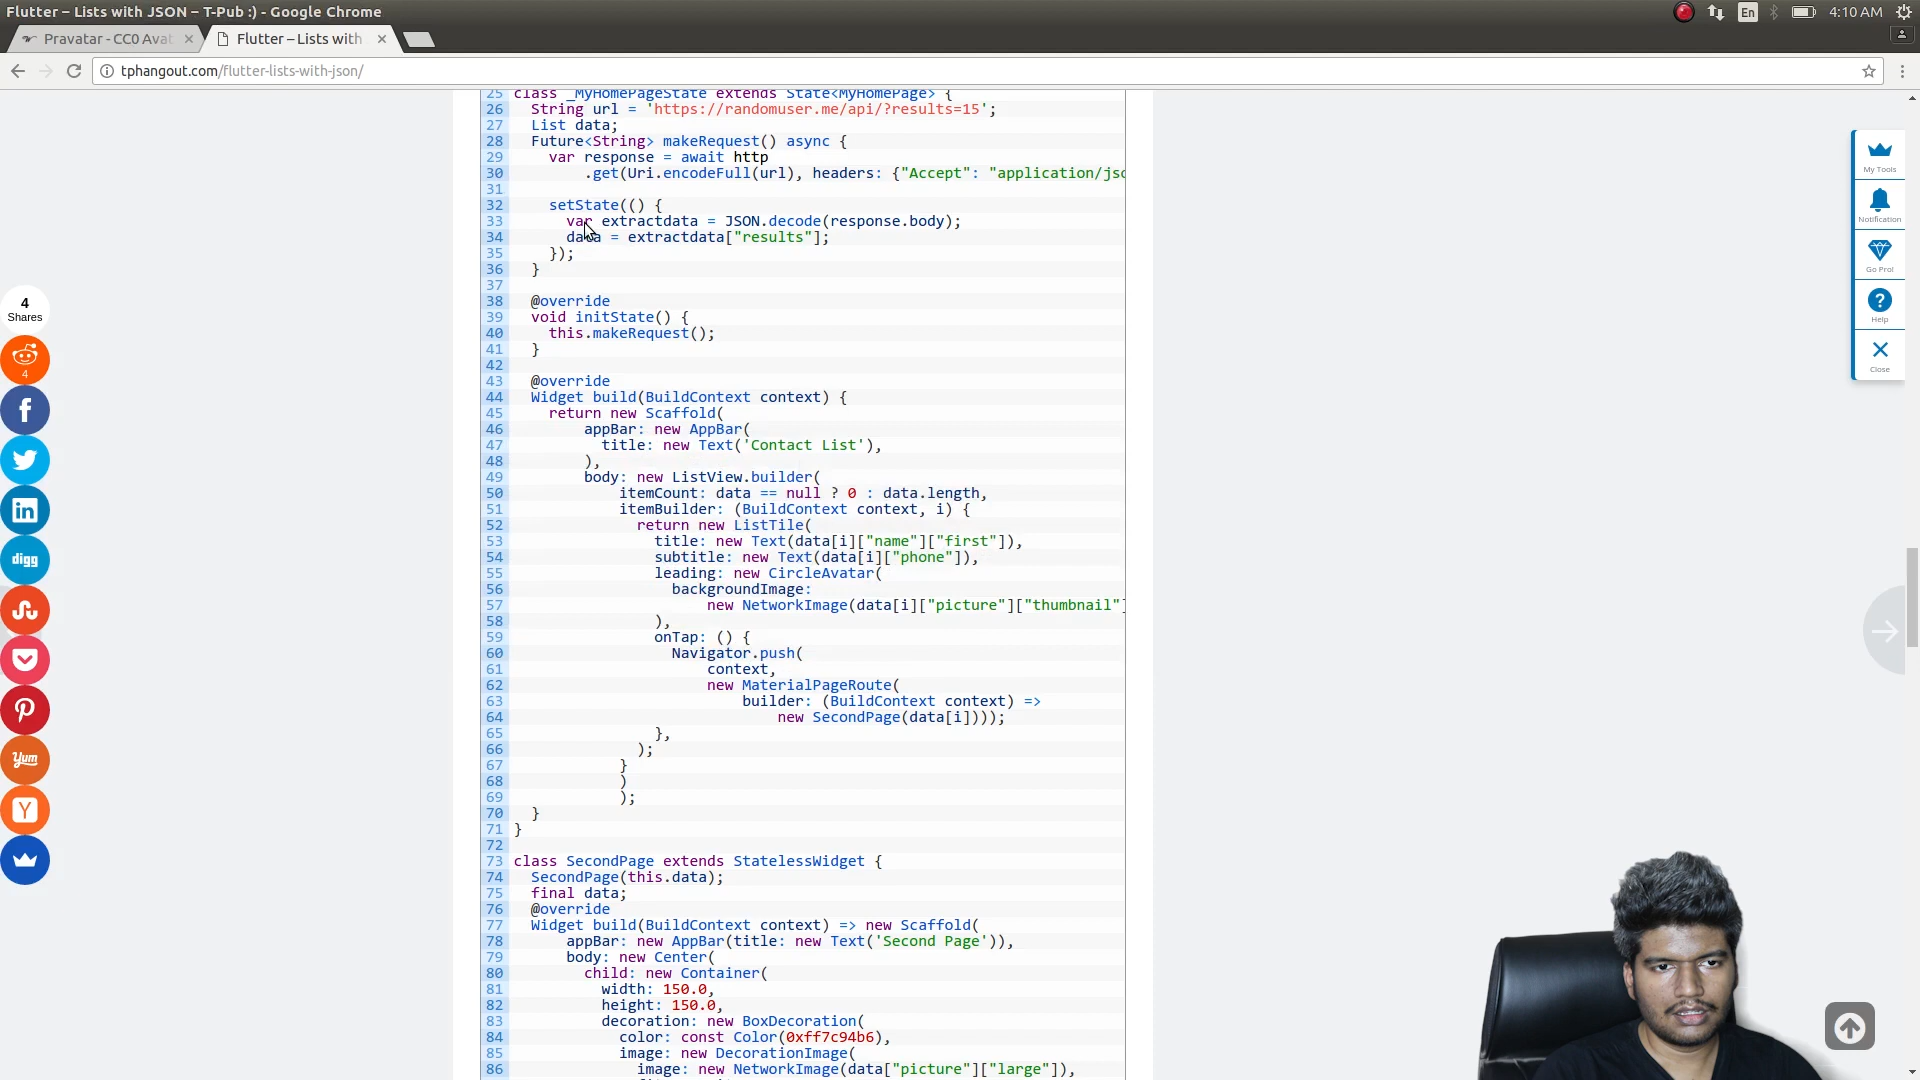 Flutter – Lists with JSON – T-Pub :) - Google Chrome
En
4:10 AM
Pravatar - CC0 Avat
Flutter – Lists with
tphangout.com/flutter-lists-with-json/
25 class _MyHomePageState extends State<MyHomePage> {
26 String url = 'https://randomuser.me/api/?results=15';
27 List data;
28 Future<String> makeRequest() async {
29 var response = await http
30 .get(Uri.encodeFull(url), headers: {"Accept": "application/jso
31
32 setState(() {
33 var extractdata = JSON.decode(response.body);
34 data = extractdata["results"];
35 });
36 }
37
38 @override
39 void initState() {
40 this.makeRequest();
41 }
42
43 @override
44 Widget build(BuildContext context) {
45 return new Scaffold(
46 appBar: new AppBar(
47 title: new Text('Contact List'),
48 ),
49 body: new ListView.builder(
50 itemCount: data == null ? 0 : data.length,
51 itemBuilder: (BuildContext context, i) {
52 return new ListTile(
53 title: new Text(data[i]["name"]["first"]),
54 subtitle: new Text(data[i]["phone"]),
55 leading: new CircleAvatar(
56 backgroundImage:
57 new NetworkImage(data[i]["picture"]["thumbnail"]
58 ),
59 onTap: () {
60 Navigator.push(
61 context,
62 new MaterialPageRoute(
63 builder: (BuildContext context) =>
64 new SecondPage(data[i])));
65 },
66 );
67 }
68 )
69 );
70 }
71 }
72
73 class SecondPage extends StatelessWidget {
74 SecondPage(this.data);
75 final data;
76 @override
77 Widget build(BuildContext context) => new Scaffold(
78 appBar: new AppBar(title: new Text('Second Page')),
79 body: new Center(
80 child: new Container(
81 width: 150.0,
82 height: 150.0,
83 decoration: new BoxDecoration(
84 color: const Color(0xff7c94b6),
85 image: new DecorationImage(
86 image: new NetworkImage(data["picture"]["large"]),
4
Shares
4
digg
Yum
My Tools
Notification
Go Pro!
Help
Close